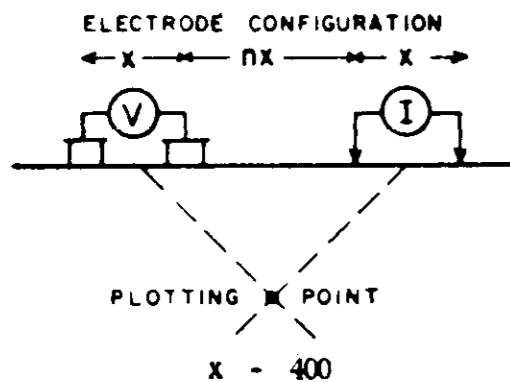 ELECTRODE CONFIGURATION
X nX X
V I
PLOTTING POINT
X - 400